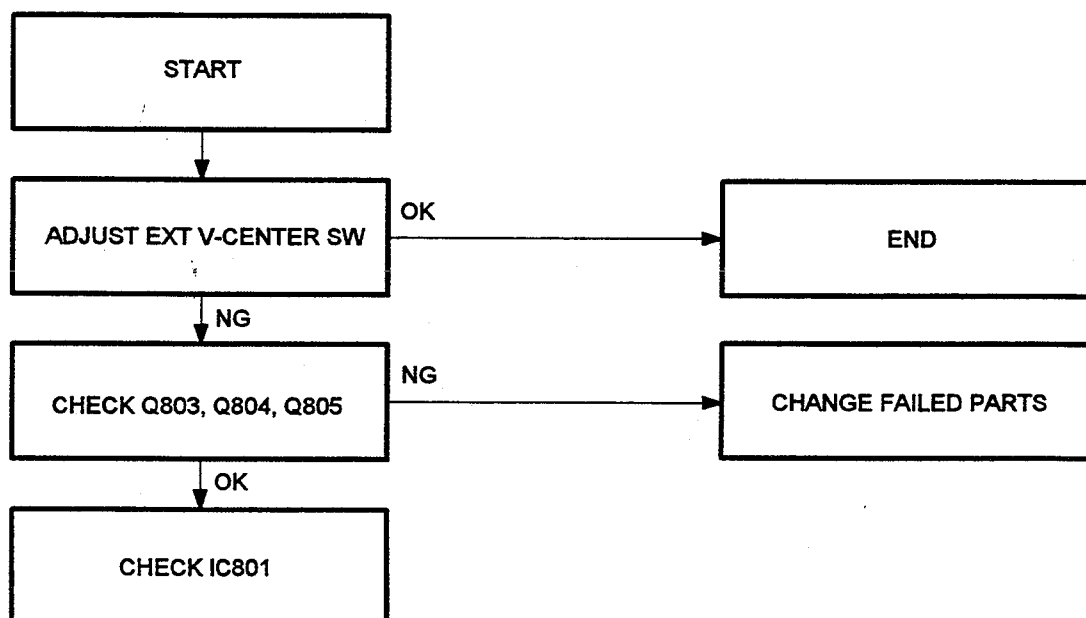 START
ADJUST EXT V-CENTER SW
OK
END
NG
CHECK Q803, Q804, Q805
NG
CHANGE FAILED PARTS
OK
CHECK IC801